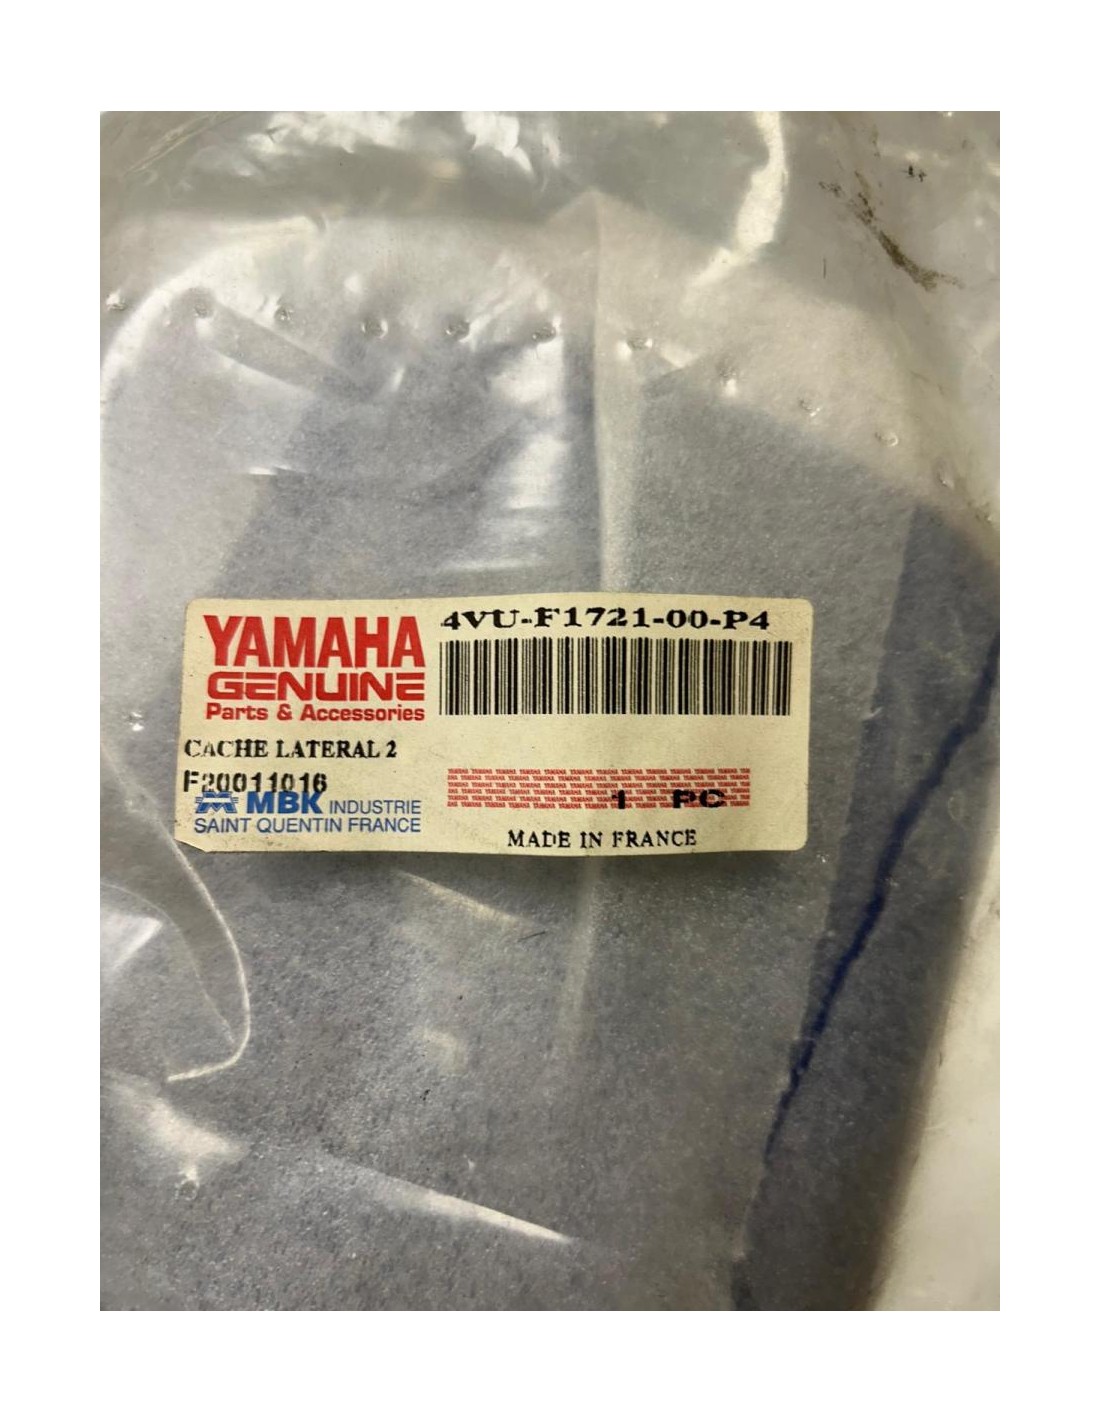 YAMAHA
GENUINE
Parts & Accessories
4VU-F1721-00-P4
CACHE LATERAL 2
F20011016
MBK INDUSTRIE
SAINT QUENTIN FRANCE
1 PC
MADE IN FRANCE